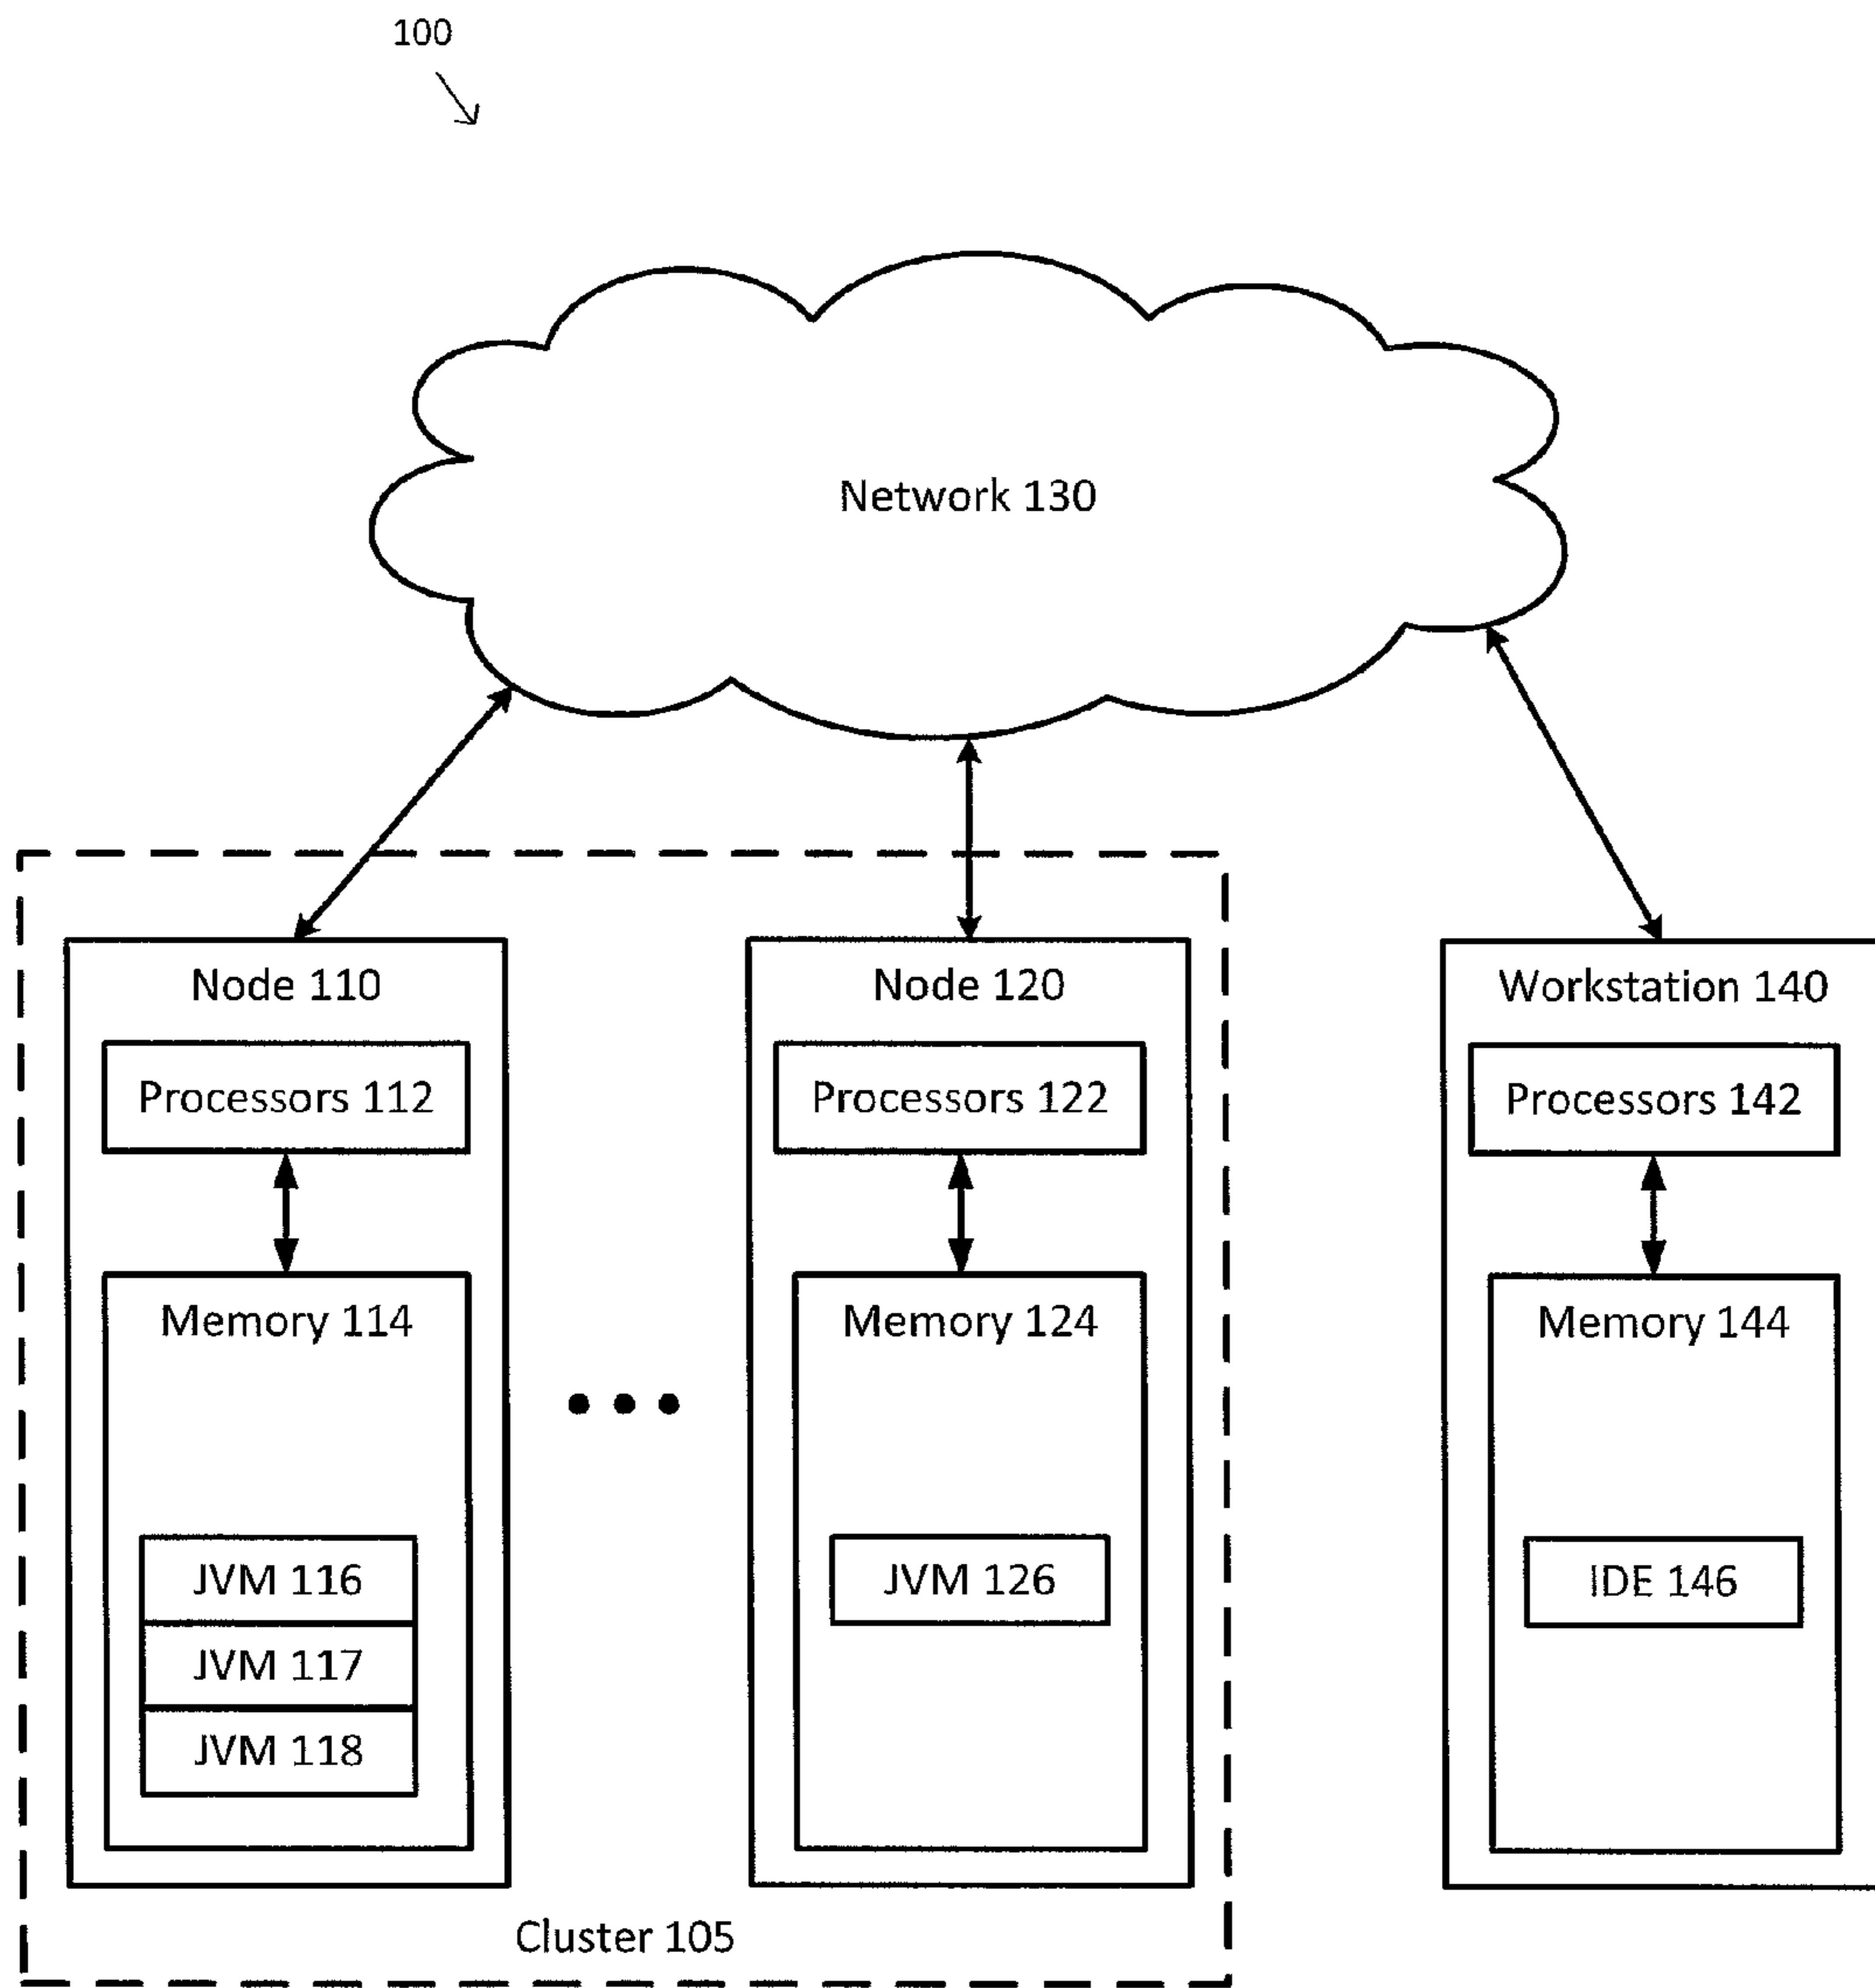 100
Network 130
Node 110
Processors 112
Memory 114
JVM 116
JVM 117
JVM 118
Node 120
Processors 122
Memory 124
JVM 126
Cluster 105
Workstation 140
Processors 142
Memory 144
IDE 146